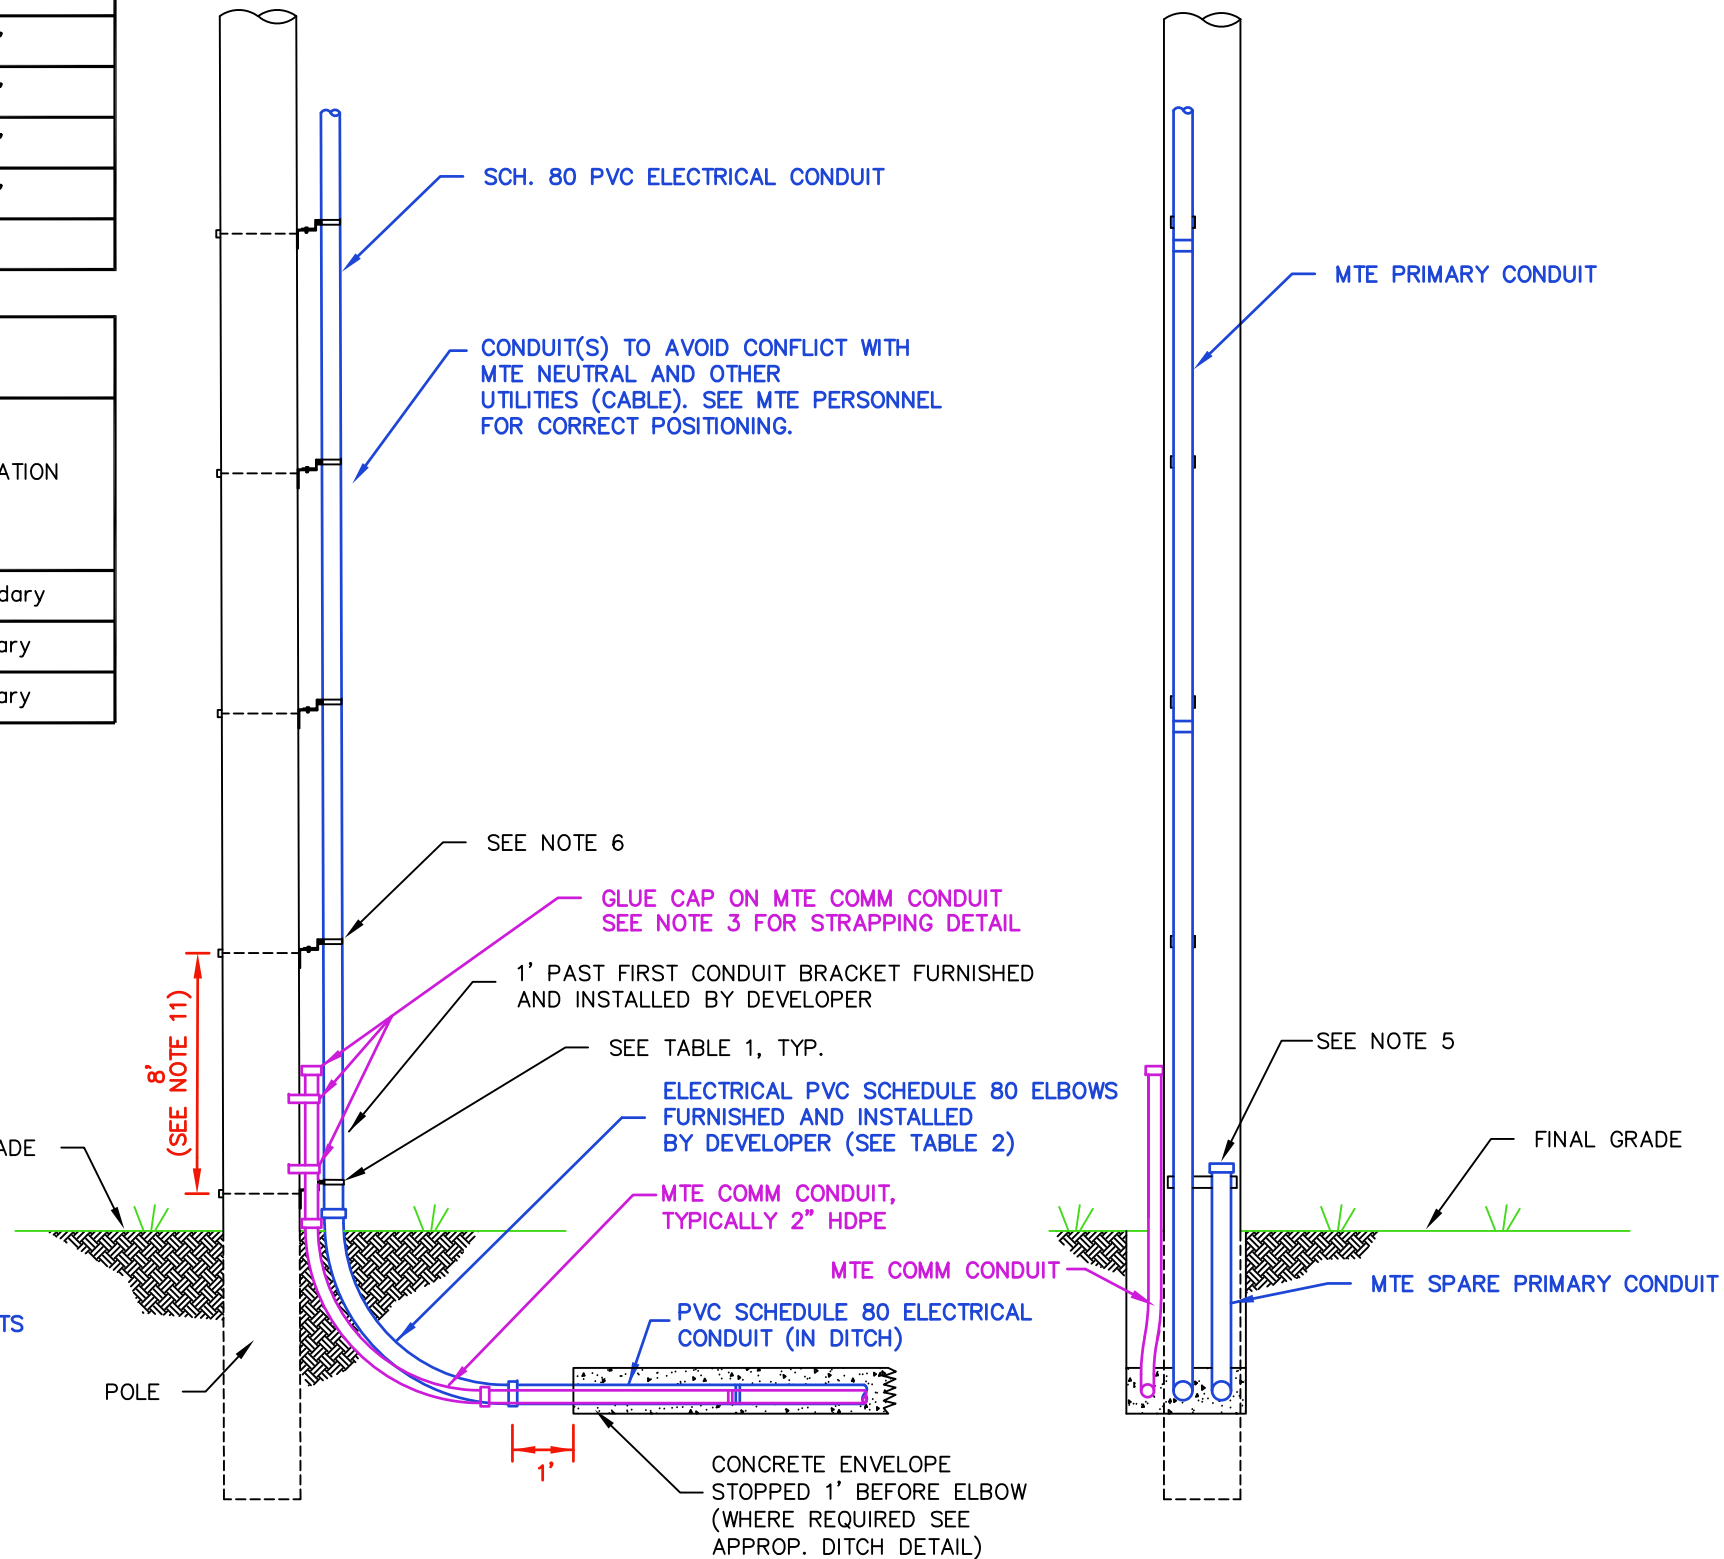 SCH. 80 PVC ELECTRICAL CONDUIT
MTE PRIMARY CONDUIT
CONDUIT(S) TO AVOID CONFLICT WITH
MTE NEUTRAL AND OTHER
UTILITIES (CABLE). SEE MTE PERSONNEL
FOR CORRECT POSITIONING.
ATION
dary
ary
ary
SEE NOTE 6
GLUE CAP ON MTE COMM CONDUIT
SEE NOTE 3 FOR STRAPPING DETAIL
1' PAST FIRST CONDUIT BRACKET FURNISHED
AND INSTALLED BY DEVELOPER
8'
(SEE NOTE 11)
SEE TABLE 1, TYP.
SEE NOTE 5
ELECTRICAL PVC SCHEDULE 80 ELBOWS
FURNISHED AND INSTALLED
BY DEVELOPER (SEE TABLE 2)
ADE
FINAL GRADE
MTE COMM CONDUIT,
TYPICALLY 2" HDPE
MTE COMM CONDUIT
MTE SPARE PRIMARY CONDUIT
PVC SCHEDULE 80 ELECTRICAL
CONDUIT (IN DITCH)
TS
POLE
1'
CONCRETE ENVELOPE
STOPPED 1' BEFORE ELBOW
(WHERE REQUIRED SEE
APPROP. DITCH DETAIL)